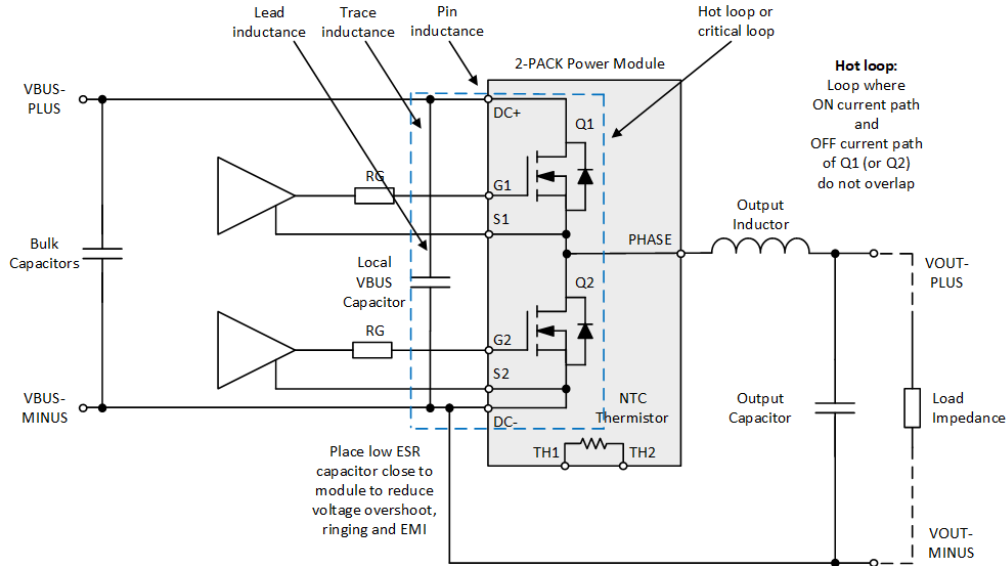 Lead
inductance
Trace
inductance
Pin
inductance
Hot loop or
critical loop
2-PACK Power Module
Hot loop:
Loop where
ON current path
and
OFF current path
of Q1 (or Q2)
do not overlap
VBUS-
PLUS
DC+
Q1
RG
G1
S1
PHASE
Output
Inductor
Bulk
Capacitors
Local
VBUS
Capacitor
Q2
VOUT-
PLUS
RG
G2
S2
VBUS-
MINUS
DC-
NTC
Thermistor
Output
Capacitor
Load
Impedance
TH1
TH2
Place low ESR
capacitor close to
module to reduce
voltage overshoot,
ringing and EMI
VOUT-
MINUS